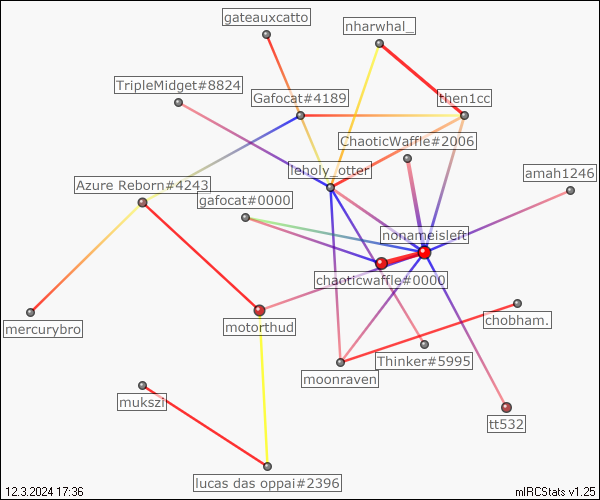 gateauxcatto
nharwhal_
TripleMidget#8824
Gafocat#4189
then1cc
ChaoticWaffle#2006
leholy_otter
amah1246
Azure Reborn#4243
gafocat#0000
nonameisleft
chaoticwaffle#0000
mercurybro
motorthud
chobham.
Thinker#5995
moonraven
mukszi
tt532
lucas das oppai#2396
12.3.2024 17:36
mIRCStats v1.25